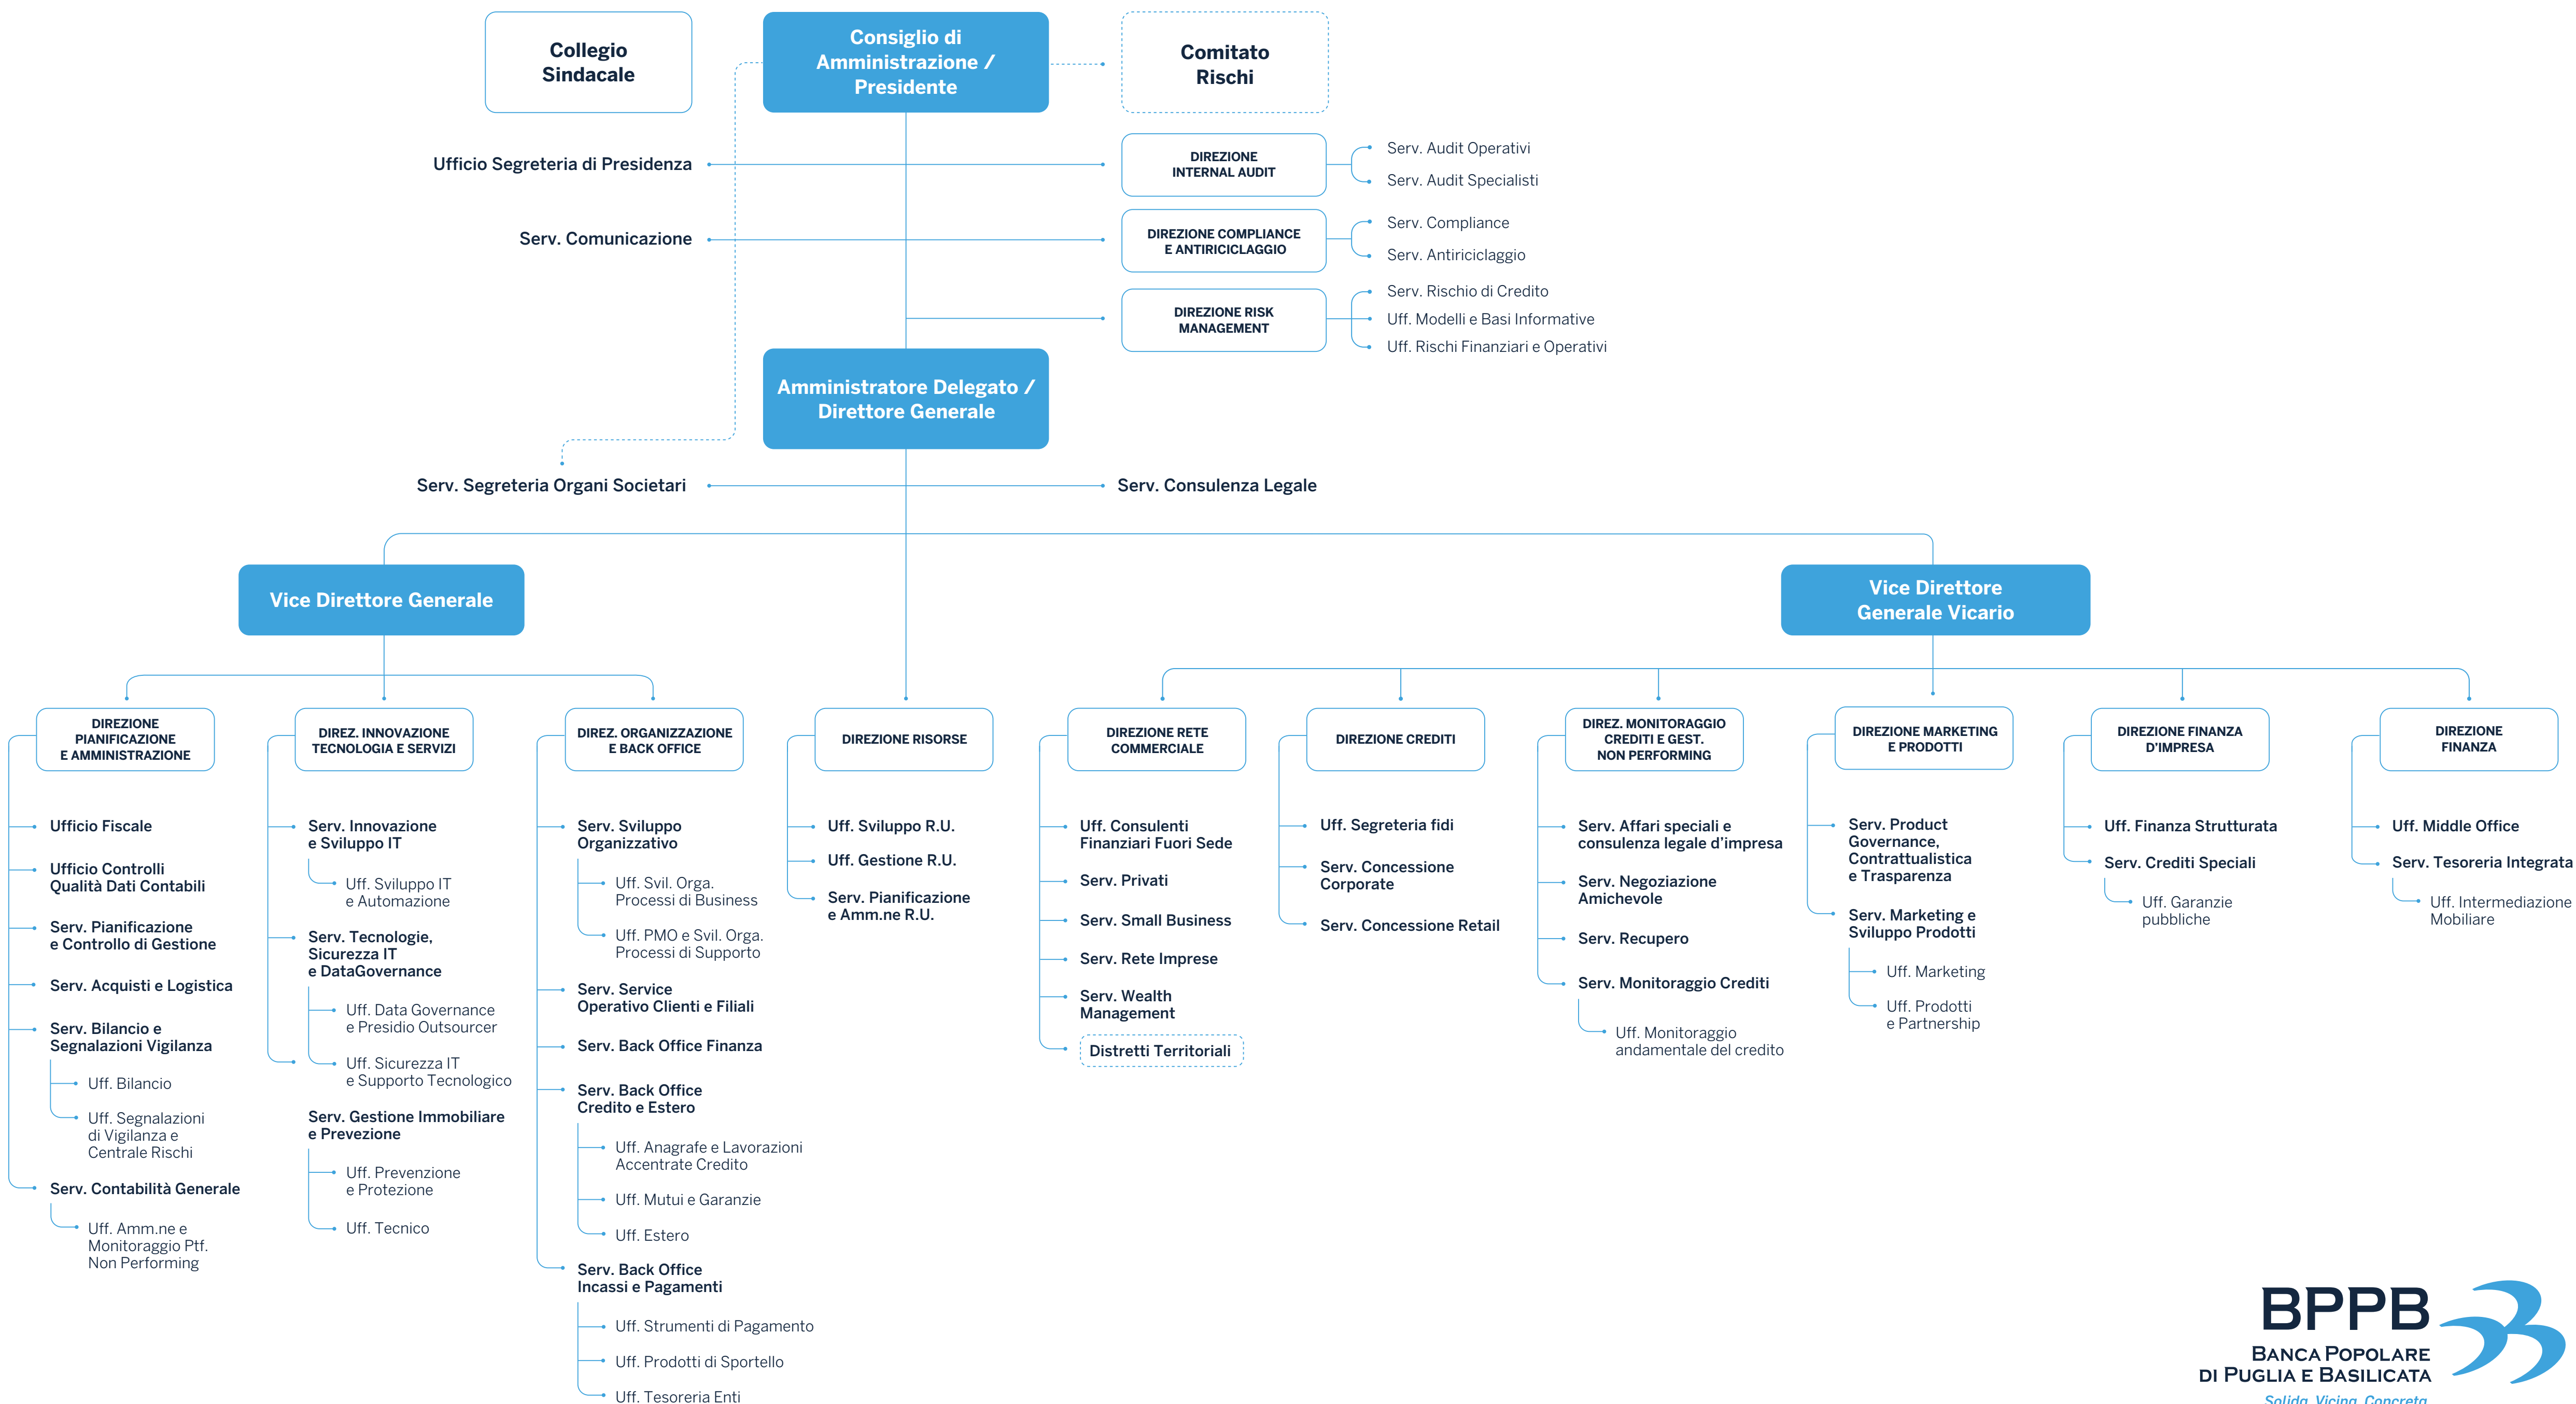 Collegio
Sindacale
Consiglio di
Amministrazione /
Presidente
Comitato
Rischi
Ufficio Segreteria di Presidenza
DIREZIONE
INTERNAL AUDIT
Serv. Audit Operativi
Serv. Audit Specialisti
Serv. Comunicazione
DIREZIONE COMPLIANCE
E ANTIRICICLAGGIO
Serv. Compliance
Serv. Antiriciclaggio
DIREZIONE RISK
MANAGEMENT
Serv. Rischio di Credito
Uff. Modelli e Basi Informative
Uff. Rischi Finanziari e Operativi
Amministratore Delegato /
Direttore Generale
Serv. Segreteria Organi Societari
Serv. Consulenza Legale
Vice Direttore Generale
Vice Direttore
Generale Vicario
DIREZIONE
PIANIFICAZIONE
E AMMINISTRAZIONE
Ufficio Fiscale
Ufficio Controlli
Qualità Dati Contabili
Serv. Pianificazione
e Controllo di Gestione
Serv. Acquisti e Logistica
Serv. Bilancio e
Segnalazioni Vigilanza
Uff. Bilancio
Uff. Segnalazioni
di Vigilanza e
Centrale Rischi
Serv. Contabilità Generale
Uff. Amm.ne e
Monitoraggio Ptf.
Non Performing
DIREZ. INNOVAZIONE
TECNOLOGIA E SERVIZI
Serv. Innovazione
e Sviluppo IT
Uff. Sviluppo IT
e Automazione
Serv. Tecnologie,
Sicurezza IT
e DataGovernance
Uff. Data Governance
e Presidio Outsourcer
Uff. Sicurezza IT
e Supporto Tecnologico
Serv. Gestione Immobiliare
e Prevezione
Uff. Prevenzione
e Protezione
Uff. Tecnico
DIREZ. ORGANIZZAZIONE
E BACK OFFICE
Serv. Sviluppo
Organizzativo
Uff. Svil. Orga.
Processi di Business
Uff. PMO e Svil. Orga.
Processi di Supporto
Serv. Service
Operativo Clienti e Filiali
Serv. Back Office Finanza
Serv. Back Office
Credito e Estero
Uff. Anagrafe e Lavorazioni
Accentrate Credito
Uff. Mutui e Garanzie
Uff. Estero
Serv. Back Office
Incassi e Pagamenti
Uff. Strumenti di Pagamento
Uff. Prodotti di Sportello
Uff. Tesoreria Enti
DIREZIONE RISORSE
Uff. Sviluppo R.U.
Uff. Gestione R.U.
Serv. Pianificazione
e Amm.ne R.U.
DIREZIONE RETE
COMMERCIALE
Uff. Consulenti
Finanziari Fuori Sede
Serv. Privati
Serv. Small Business
Serv. Rete Imprese
Serv. Wealth
Management
Distretti Territoriali
DIREZIONE CREDITI
Uff. Segreteria fidi
Serv. Concessione
Corporate
Serv. Concessione Retail
DIREZ. MONITORAGGIO
CREDITI E GEST.
NON PERFORMING
Serv. Affari speciali e
consulenza legale d'impresa
Serv. Negoziazione
Amichevole
Serv. Recupero
Serv. Monitoraggio Crediti
Uff. Monitoraggio
andamentale del credito
DIREZIONE MARKETING
E PRODOTTI
Serv. Product
Governance,
Contrattualistica
e Trasparenza
Serv. Marketing e
Sviluppo Prodotti
Uff. Marketing
Uff. Prodotti
e Partnership
DIREZIONE FINANZA
D'IMPRESA
Uff. Finanza Strutturata
Serv. Crediti Speciali
Uff. Garanzie
pubbliche
DIREZIONE
FINANZA
Uff. Middle Office
Serv. Tesoreria Integrata
Uff. Intermediazione
Mobiliare
BPPB
BANCA POPOLARE
DI PUGLIA E BASILICATA
Solida. Vicina. Concreta.